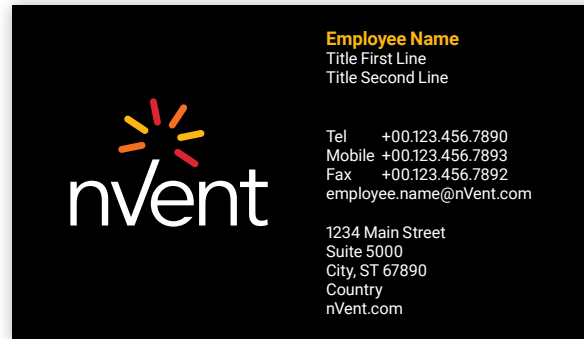 nVent
Employee Name
Title First Line
Title Second Line
Tel +00.123.456.7890
Mobile +00.123.456.7893
Fax +00.123.456.7892
employee.name@nVent.com
1234 Main Street
Suite 5000
City, ST 67890
Country
nVent.com